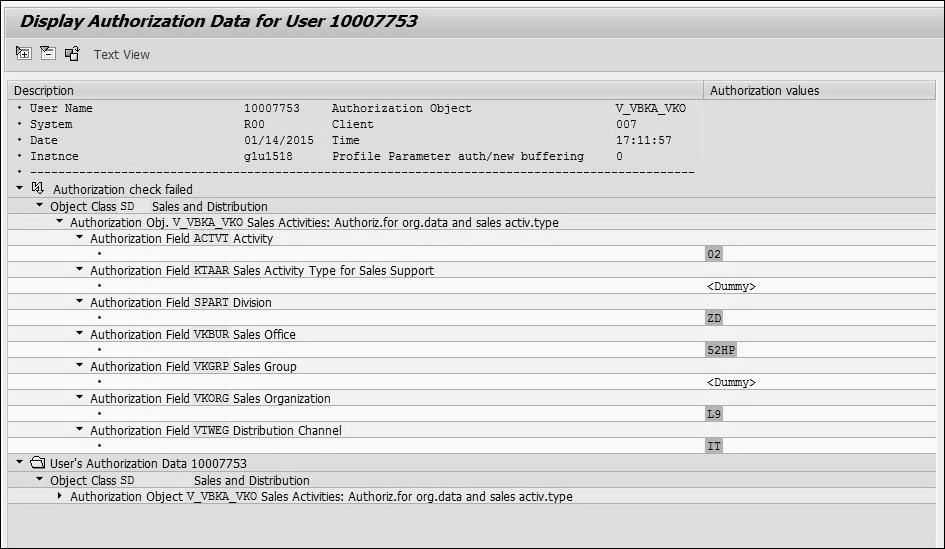 Display Authorization Data for User 10007753
Text View
Description Authorization values
User Name 10007753 Authorization Object V_VBKA_VKO
System R00 Client 007
Date 01/14/2015 Time 17:11:57
Instnce g1u1518 Profile Parameter auth/new buffering 0
--------------------------------------------------------------------------------
Authorization check failed
Object Class SD Sales and Distribution
Authorization Obj. V_VBKA_VKO Sales Activities: Authoriz.for org.data and sales activ.type
Authorization Field ACTVT Activity
02
Authorization Field KTAAR Sales Activity Type for Sales Support
<Dummy>
Authorization Field SPART Division
ZD
Authorization Field VKBUR Sales Office
52HP
Authorization Field VKGRP Sales Group
<Dummy>
Authorization Field VKORG Sales Organization
L9
Authorization Field VTWEG Distribution Channel
IT
User's Authorization Data 10007753
Object Class SD Sales and Distribution
Authorization Object V_VBKA_VKO Sales Activities: Authoriz.for org.data and sales activ.type